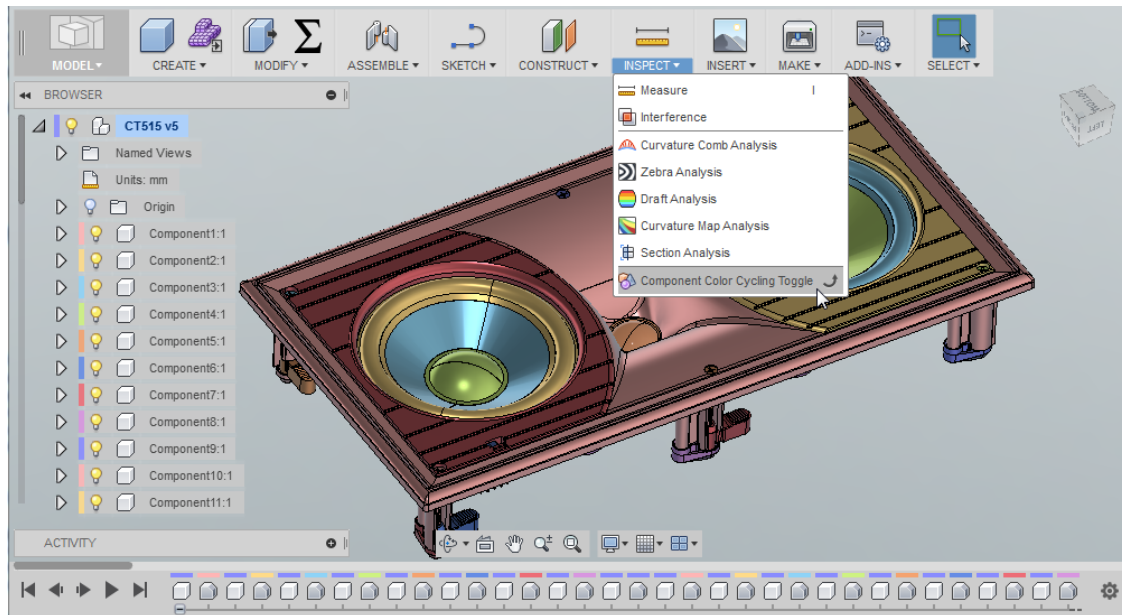 MODEL
CREATE
MODIFY
ASSEMBLE
SKETCH
CONSTRUCT
INSPECT
INSERT
MAKE
ADD-INS
SELECT
BROWSER
CT515 v5
Named Views
Units: mm
Origin
Component1:1
Component2:1
Component3:1
Component4:1
Component5:1
Component6:1
Component7:1
Component8:1
Component9:1
Component10:1
Component11:1
Measure I
Interference
Curvature Comb Analysis
Zebra Analysis
Draft Analysis
Curvature Map Analysis
Section Analysis
Component Color Cycling Toggle
BOTTOM
LEFT
ACTIVITY